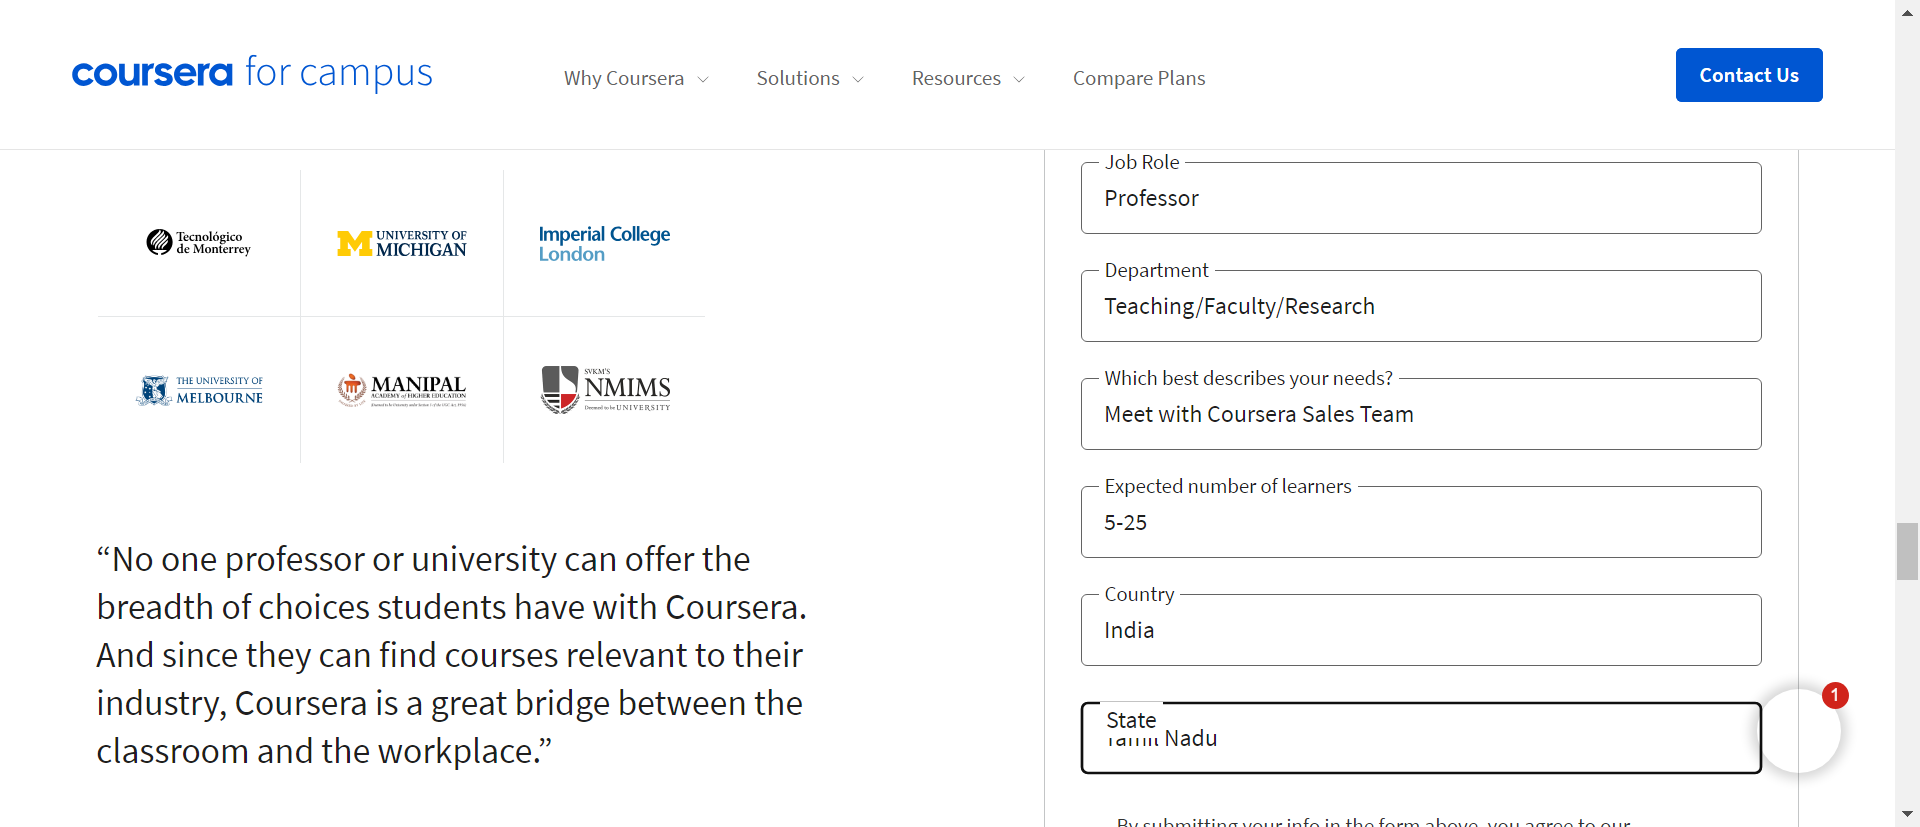 coursera for campus
Why Coursera
Solutions
Resources
Compare Plans
Contact Us
Tecnológico
de Monterrey
UNIVERSITY OF
MICHIGAN
Imperial College
London
THE UNIVERSITY OF
MELBOURNE
MANIPAL
ACADEMY of HIGHER EDUCATION
SVKM'S
NMIMS
Deemed to be UNIVERSITY
“No one professor or university can offer the
breadth of choices students have with Coursera.
And since they can find courses relevant to their
industry, Coursera is a great bridge between the
classroom and the workplace.”
Job Role
Professor
Department
Teaching/Faculty/Research
Which best describes your needs?
Meet with Coursera Sales Team
Expected number of learners
5-25
Country
India
State
Tamil Nadu
1
By submitting your info in the form above, you agree to our